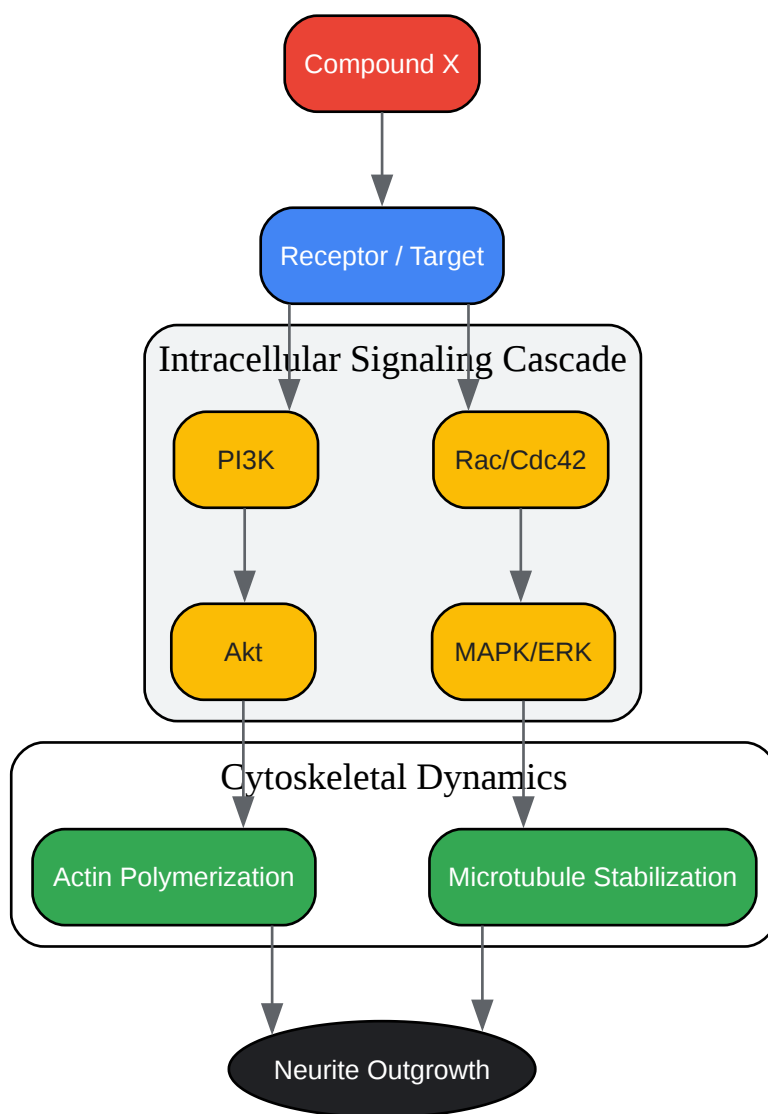 Compound X
Receptor / Target
Intracellular Signaling Cascade
PI3K
Rac/Cdc42
Akt
MAPK/ERK
Cytoskeletal Dynamics
Actin Polymerization
Microtubule Stabilization
Neurite Outgrowth